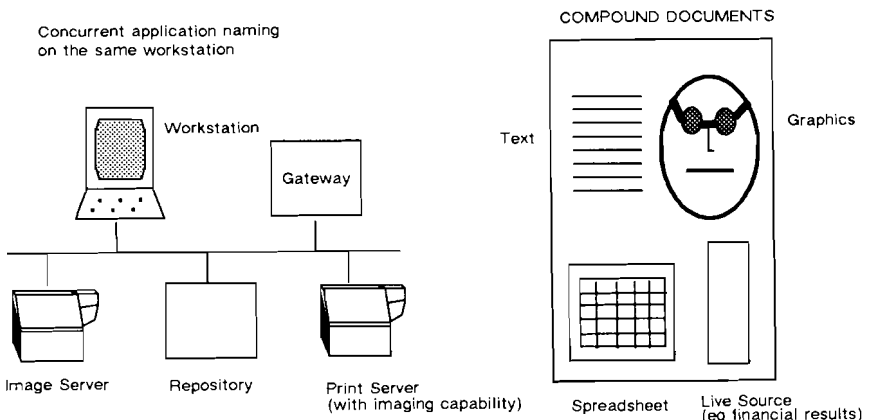 Concurrent application naming
on the same workstation
Workstation
Gateway
Image Server
Repository
Print Server
(with imaging capability)
COMPOUND DOCUMENTS
Text
Graphics
Spreadsheet
Live Source
(eg financial results)